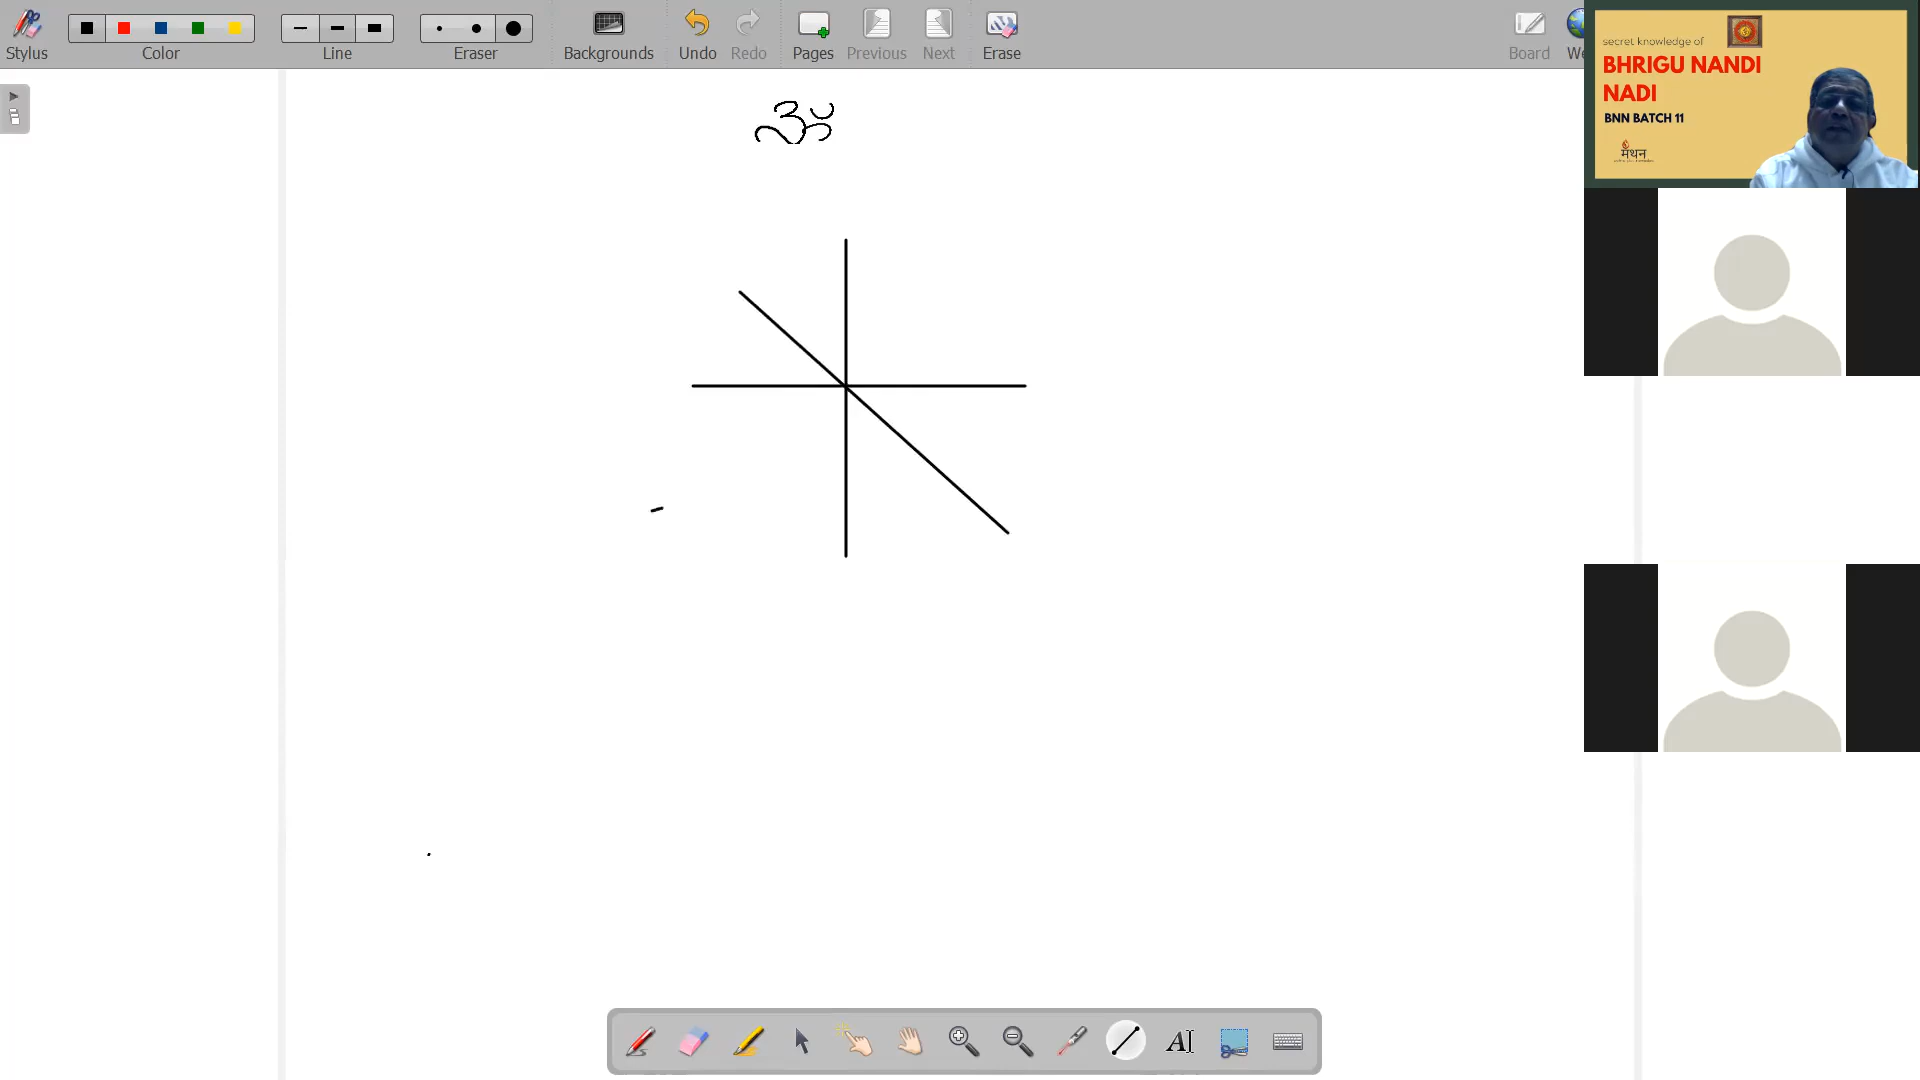 Stylus
Color
Line
Eraser
Backgrounds
Undo
Redo
Pages
Previous
Next
Erase
Board
We
ॐ
secret knowledge of
BHRIGU NANDI
NADI
BNN BATCH 11
मंथन